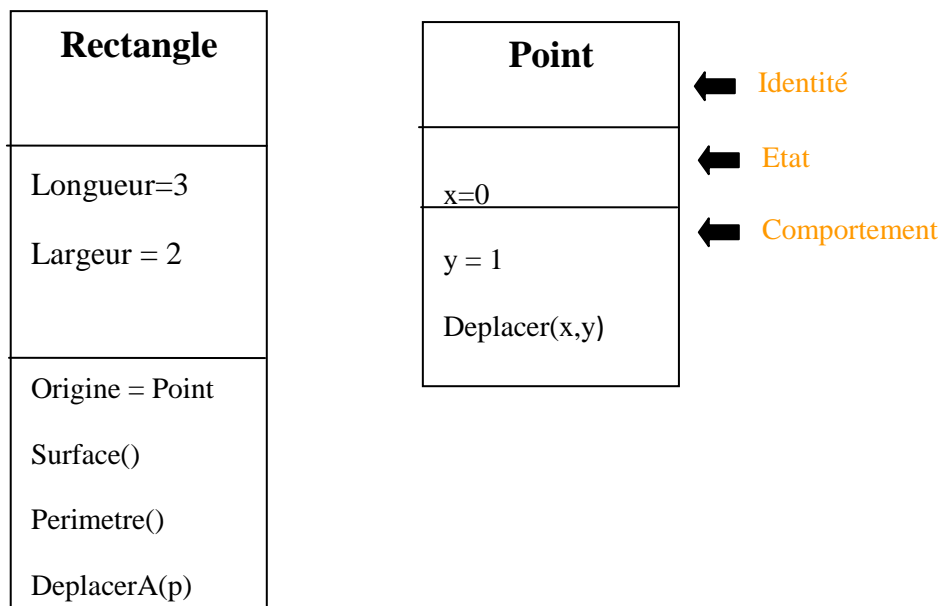 Rectangle
Longueur=3
Largeur = 2
Origine = Point
Surface()
Perimetre()
DeplacerA(p)
Point
x=0
y = 1
Deplacer(x,y)
Identité
Etat
Comportement